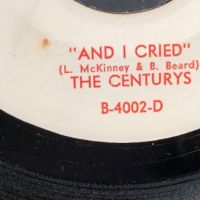 "AND I CRIED"
(L. McKinney & B. Beard)
THE CENTURYS
B-4002-D